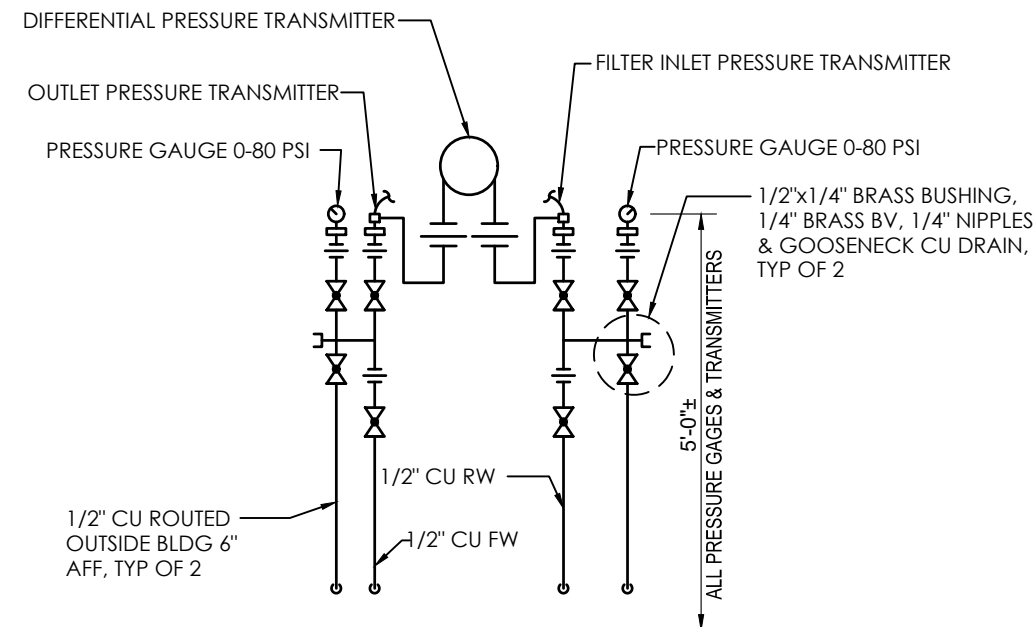 DIFFERENTIAL PRESSURE TRANSMITTER
FILTER INLET PRESSURE TRANSMITTER
OUTLET PRESSURE TRANSMITTER
PRESSURE GAUGE 0-80 PSI
PRESSURE GAUGE 0-80 PSI
1/2"x1/4" BRASS BUSHING,
1/4" BRASS BV, 1/4" NIPPLES
& GOOSENECK CU DRAIN,
TYP OF 2
5'-0"±
ALL PRESSURE GAGES & TRANSMITTERS
1/2" CU RW
1/2" CU ROUTED
OUTSIDE BLDG 6"
AFF, TYP OF 2
1/2" CU FW